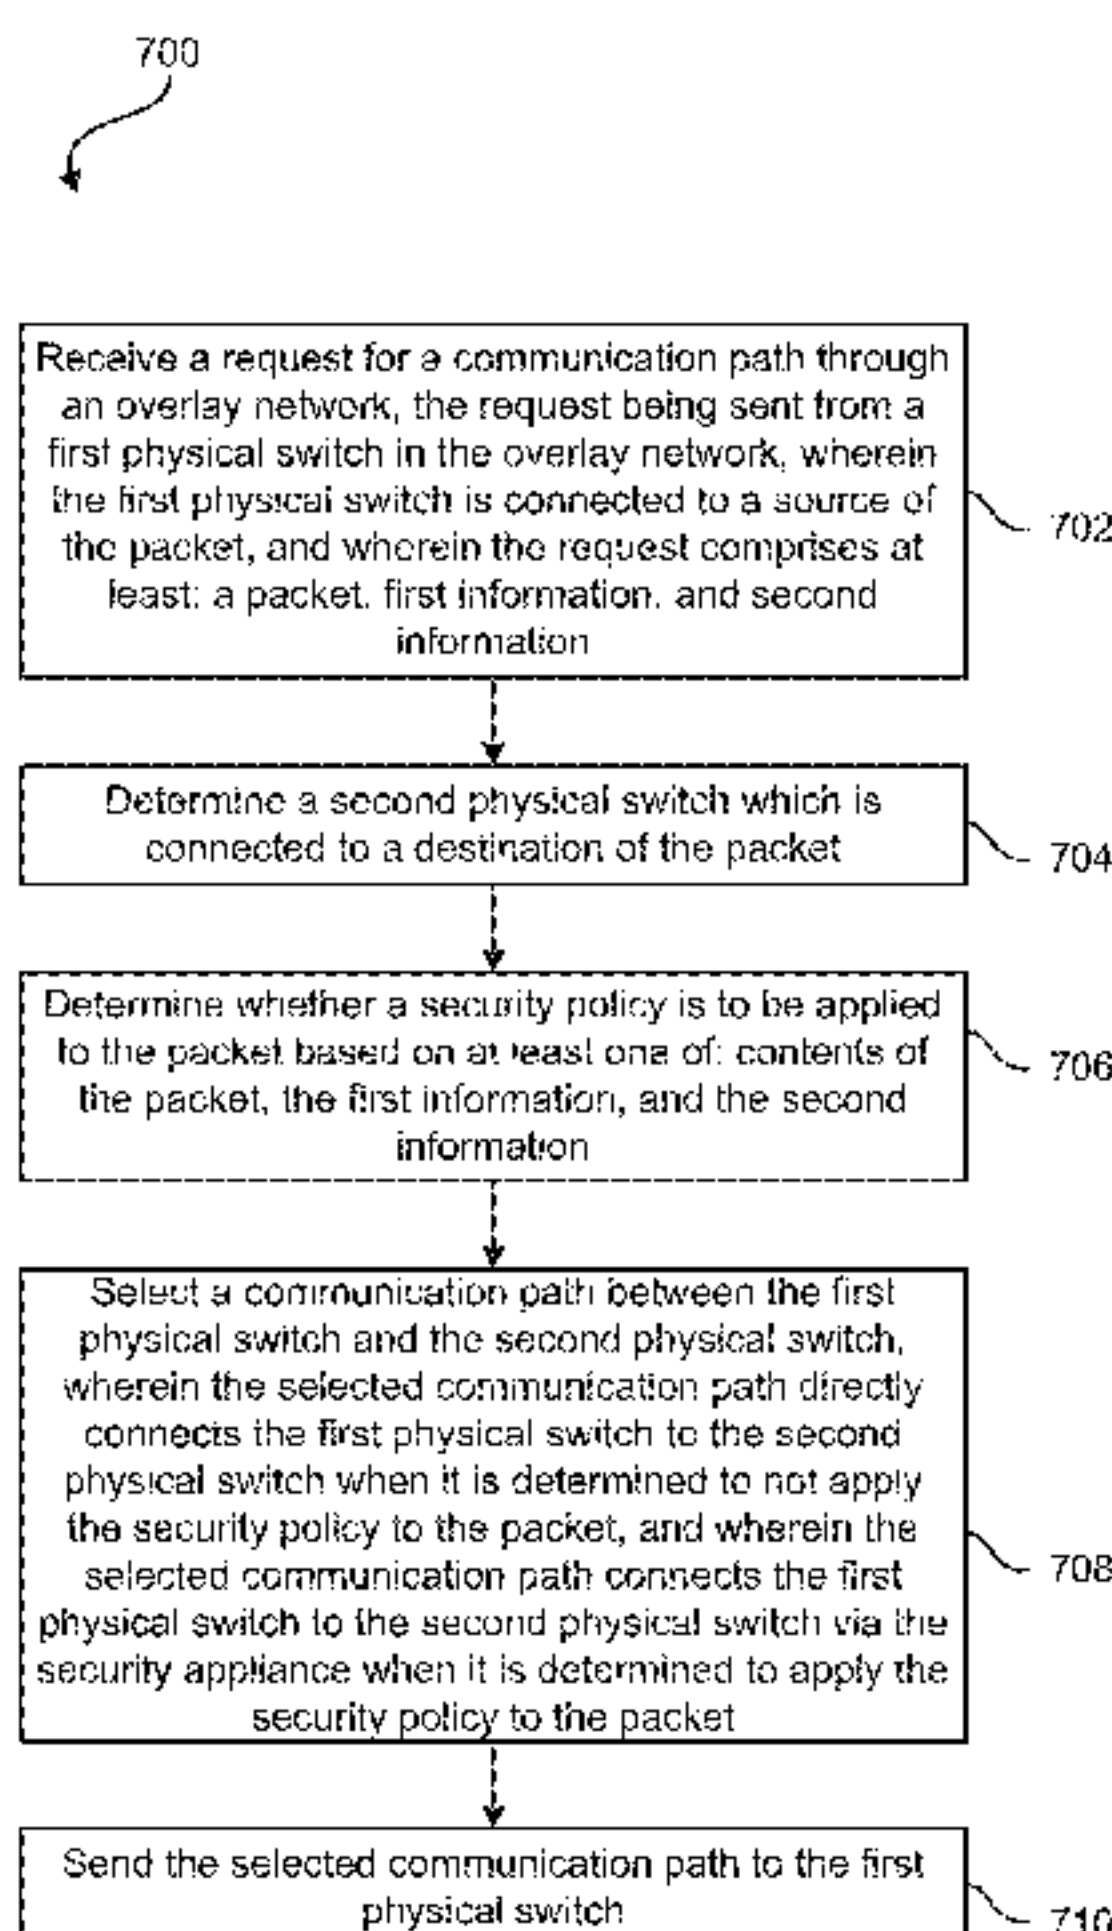 700
Receive a request for a communication path through
an overlay network, the request being sent from a
first physical switch in the overlay network, wherein
the first physical switch is connected to a source of
the packet, and wherein the request comprises at
least: a packet, first information, and second
information
702
Determine a second physical switch which is
connected to a destination of the packet
704
Determine whether a security policy is to be applied
to the packet based on at least one of: contents of
the packet, the first information, and the second
information
706
Select a communication path between the first
physical switch and the second physical switch,
wherein the selected communication path directly
connects the first physical switch to the second
physical switch when it is determined to not apply
the security policy to the packet, and wherein the
selected communication path connects the first
physical switch to the second physical switch via the
security appliance when it is determined to apply the
security policy to the packet
708
Send the selected communication path to the first
physical switch
710